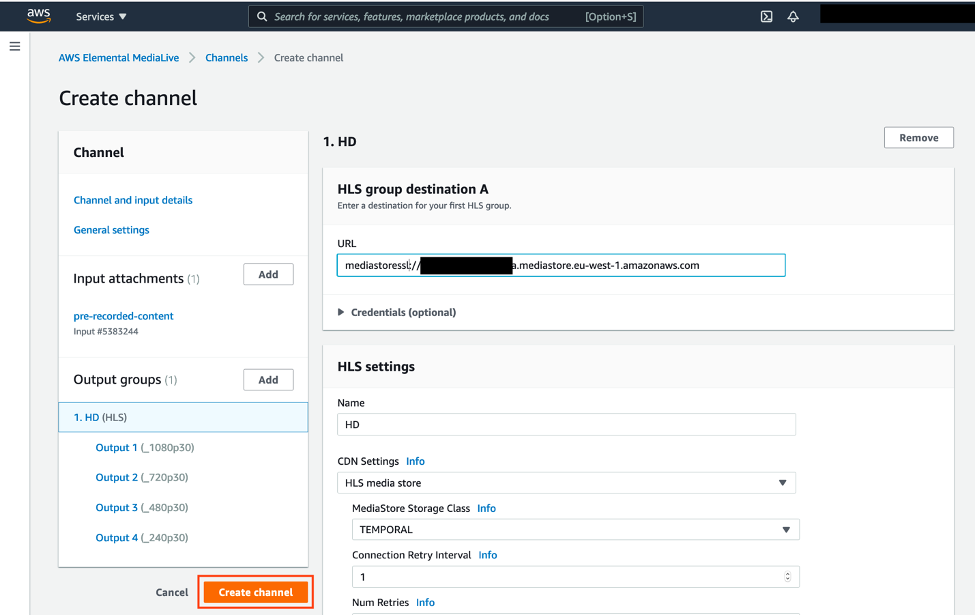 aws Services ▼ Search for services, features, marketplace products, and docs [Option+S]
AWS Elemental MediaLive > Channels > Create channel
Create channel
Channel
Channel and input details
General settings
Input attachments (1) Add
pre-recorded-content
Input #5383244
Output groups (1) Add
1. HD (HLS)
Output 1 (_1080p30)
Output 2 (_720p30)
Output 3 (_480p30)
Output 4 (_240p30)
Cancel Create channel
1. HD Remove
HLS group destination A
Enter a destination for your first HLS group.
URL
mediastoressl:// a.mediastore.eu-west-1.amazonaws.com
Credentials (optional)
HLS settings
Name
HD
CDN Settings Info
HLS media store
MediaStore Storage Class Info
TEMPORAL
Connection Retry Interval Info
1
Num Retries Info